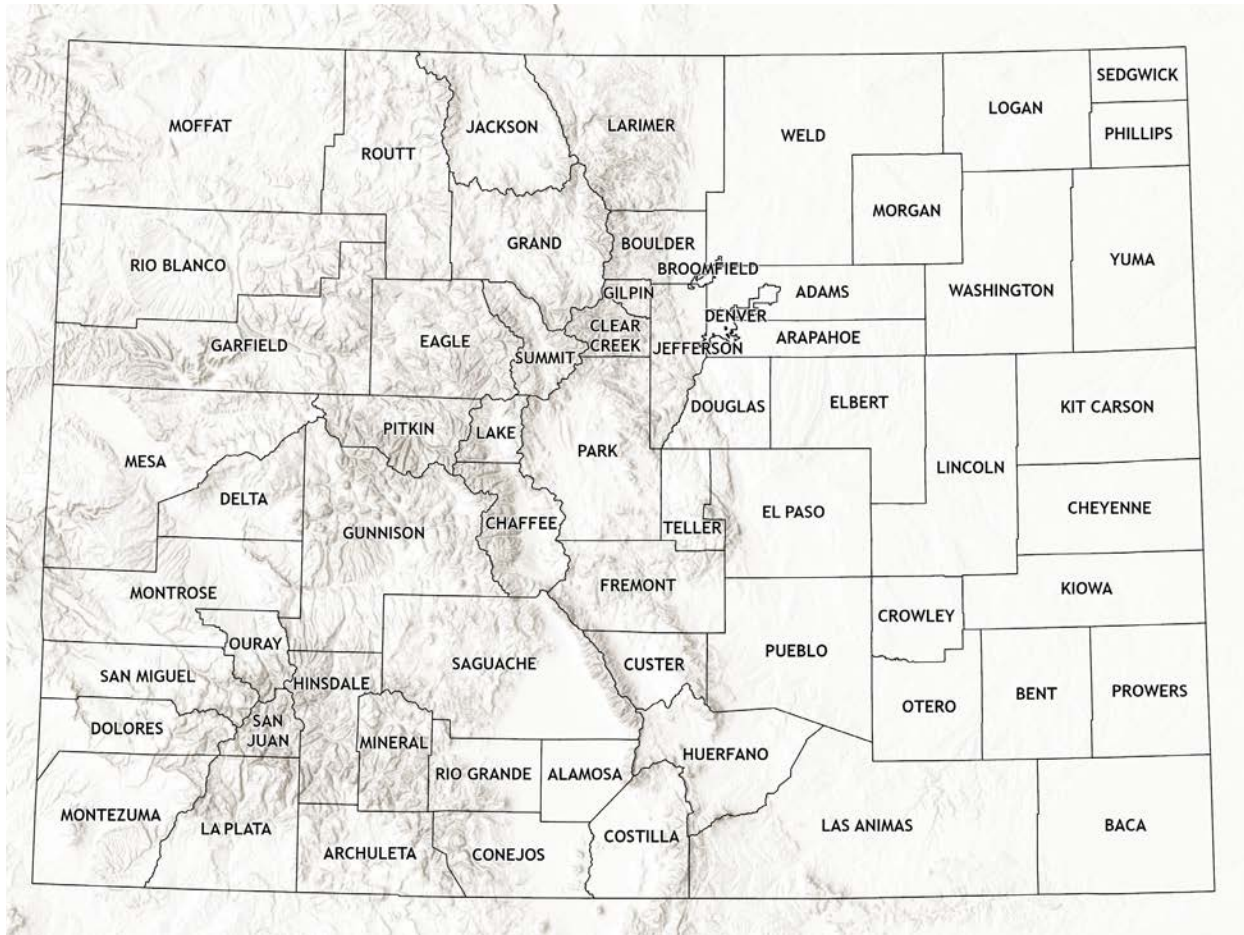 SEDGWICK
LOGAN
MOFFAT
JACKSON
LARIMER
WELD
PHILLIPS
ROUTT
MORGAN
GRAND
BOULDER
YUMA
RIO BLANCO
BROOMFIELD
GILPIN
ADAMS
WASHINGTON
DENVER
CLEAR
CREEK
ARAPAHOE
GARFIELD
EAGLE
SUMMIT
JEFFERSON
DOUGLAS
ELBERT
KIT CARSON
PITKIN
LAKE
PARK
MESA
LINCOLN
DELTA
GUNNISON
CHAFFEE
TELLER
EL PASO
CHEYENNE
MONTROSE
FREMONT
KIOWA
CROWLEY
OURAY
SAGUACHE
CUSTER
PUEBLO
SAN MIGUEL
HINSDALE
OTERO
BENT
PROWERS
DOLORES
SAN
JUAN
MINERAL
HUERFANO
RIO GRANDE
ALAMOSA
MONTEZUMA
LA PLATA
COSTILLA
LAS ANIMAS
BACA
ARCHULETA
CONEJOS